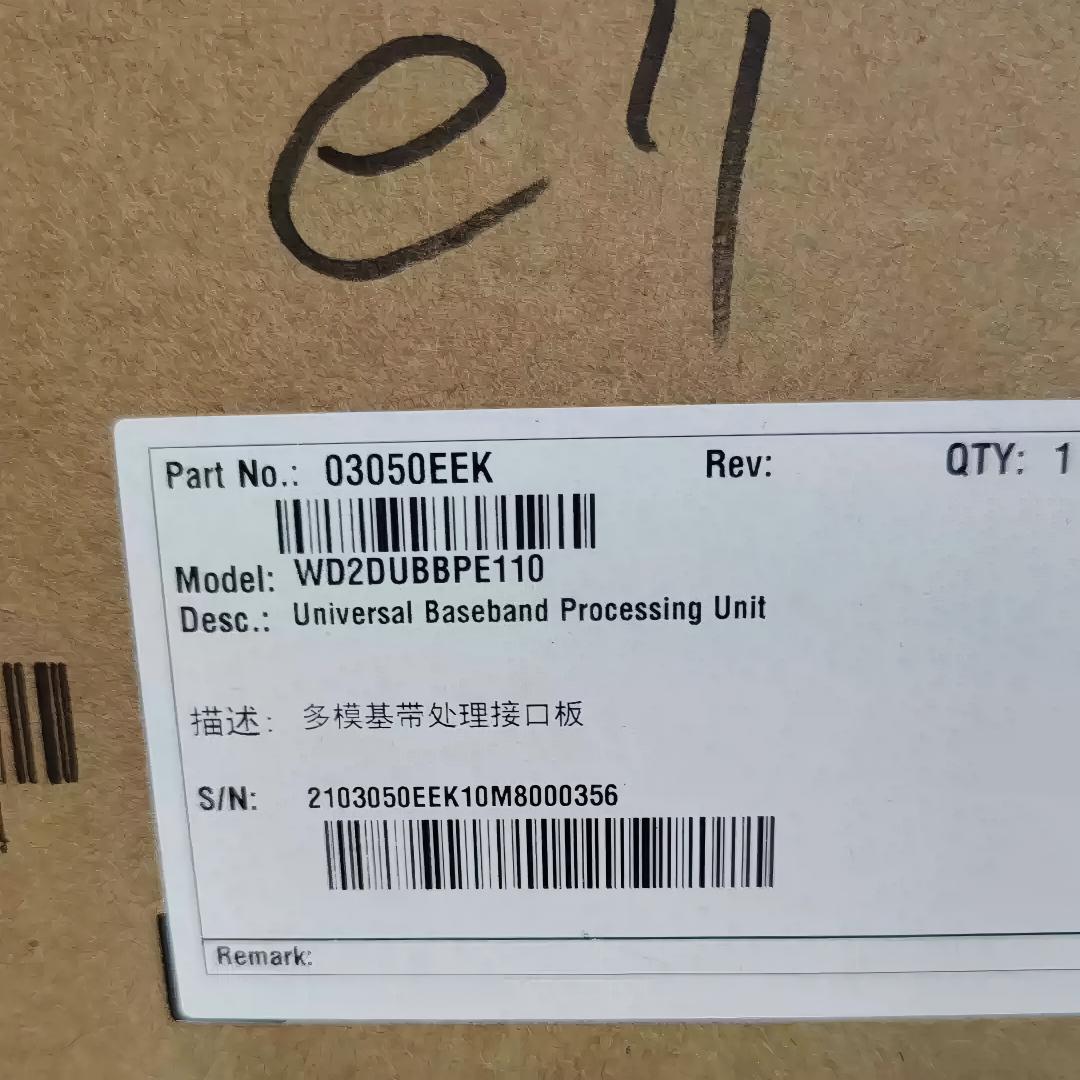 e4
Part No.: 03050EEK Rev: QTY: 1
Model: WD2DUBBPE110
Desc.: Universal Baseband Processing Unit
描述: 多模基带处理接口板
S/N: 2103050EEK10M8000356
Remark: